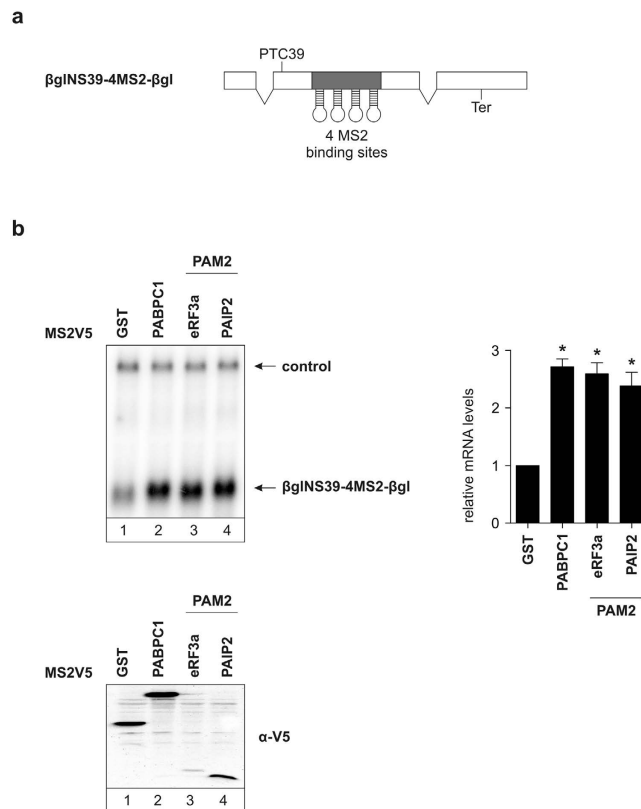 a
PTC39
βglNS39-4MS2-βgl
Ter
4 MS2
binding sites
b
PAM2
MS2V5
GST
PABPC1
eRF3a
PAIP2
control
βglNS39-4MS2-βgl
1 2 3 4
relative mRNA levels
3
2
1
0
* * *
GST
PABPC1
eRF3a
PAIP2
PAM2
PAM2
MS2V5
GST
PABPC1
eRF3a
PAIP2
α-V5
1 2 3 4